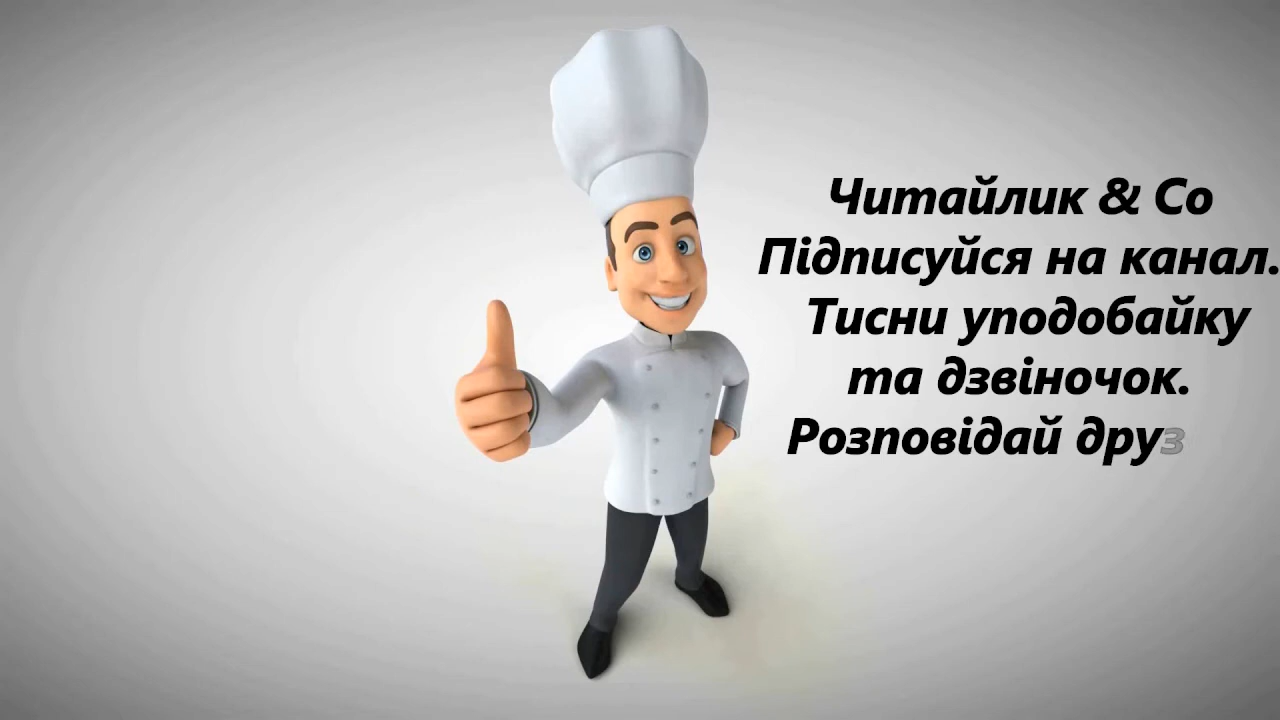 Читайлик & Co
Підписуйся на канал.
Тисни уподобайку
та дзвіночок.
Розповідай друз